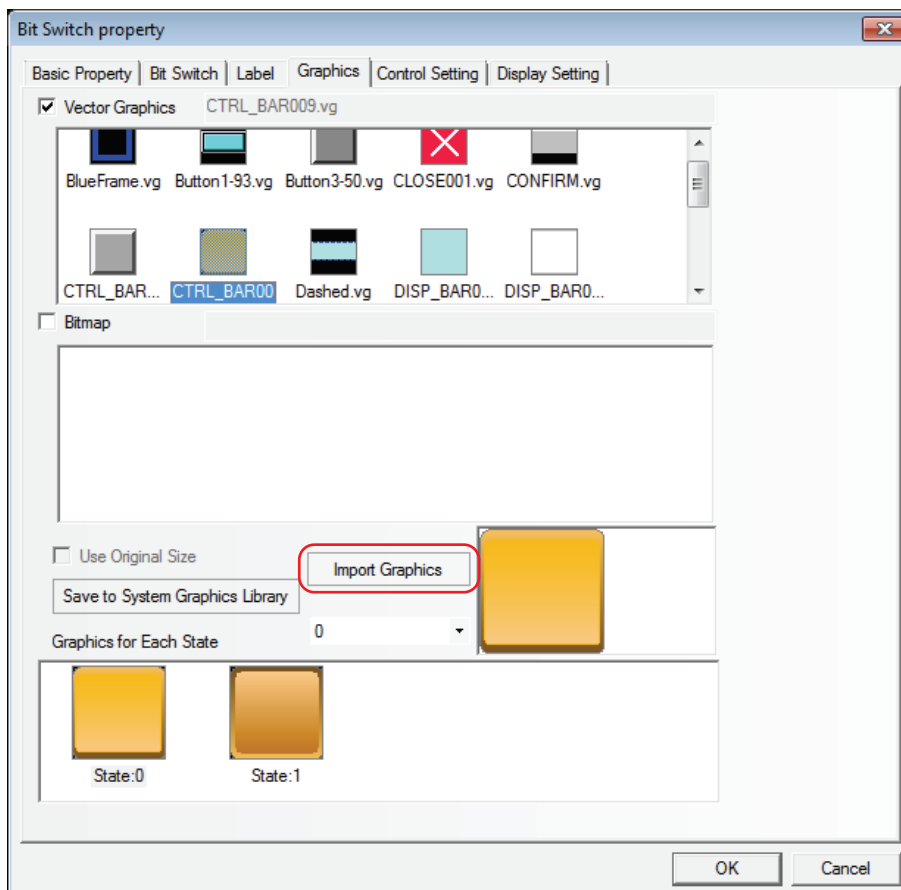 Bit Switch property
Basic Property Bit Switch Label Graphics Control Setting Display Setting
Vector Graphics CTRL_BAR009.vg
BlueFrame.vg Button1-93.vg Button3-50.vg CLOSE001.vg CONFIRM.vg
CTRL_BAR... CTRL_BAR00 Dashed.vg DISP_BAR0... DISP_BAR0...
Bitmap
Use Original Size
Import Graphics
Save to System Graphics Library
0
Graphics for Each State
State:0 State:1
OK Cancel